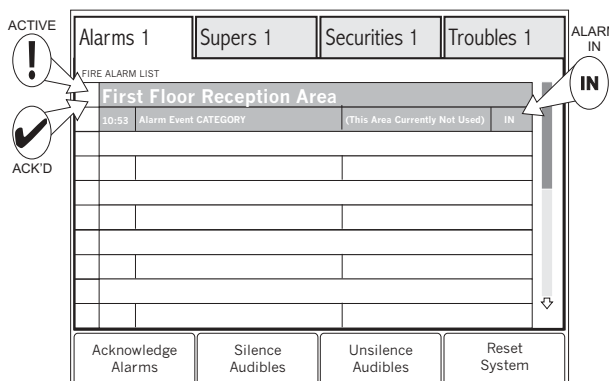 ACTIVE
ALARM IN
Alarms 1 Supers 1 Securities 1 Troubles 1
FIRE ALARM LIST
First Floor Reception Area
IN
10:53 Alarm Event CATEGORY (This Area Currently Not Used) IN
ACK'D
Acknowledge Alarms
Silence Audibles
Unsilence Audibles
Reset System